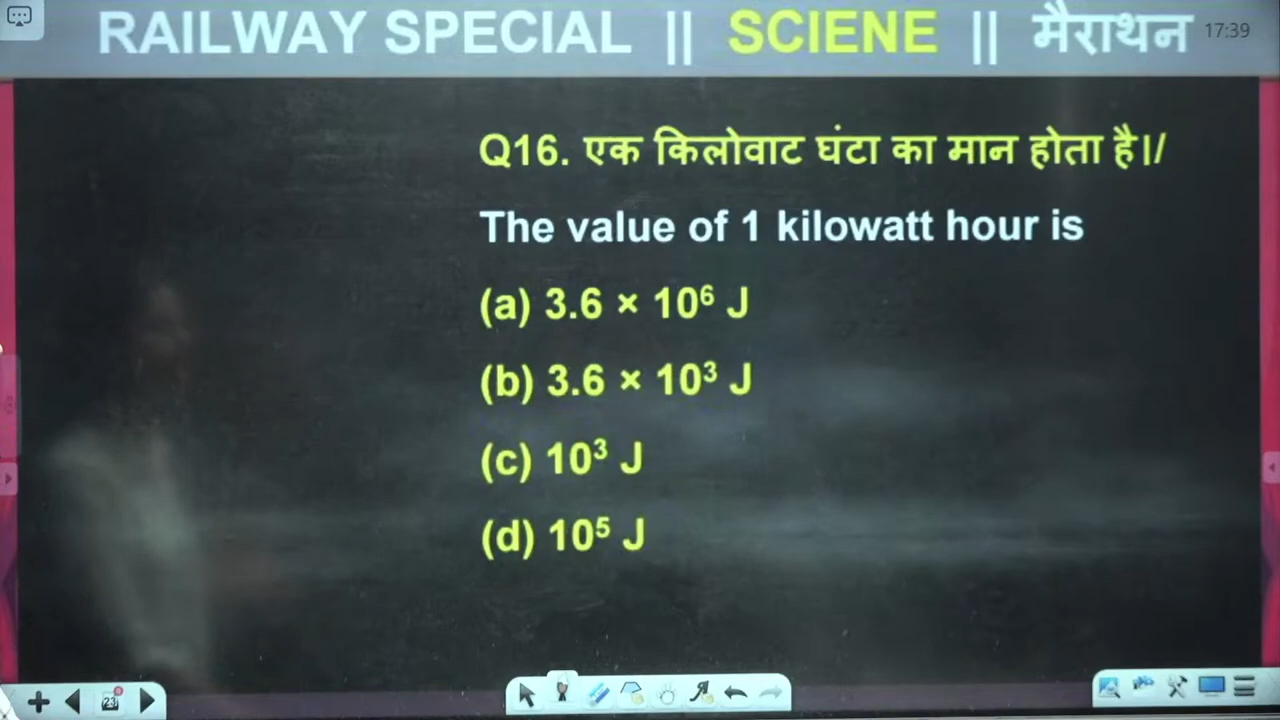 RAILWAY SPECIAL || SCIENE || मैराथन 17:39
Q16. एक किलोवाट घंटा का मान होता है।/
The value of 1 kilowatt hour is
(a) 3.6 × 10⁶ J
(b) 3.6 × 10³ J
(c) 10³ J
(d) 10⁵ J
23